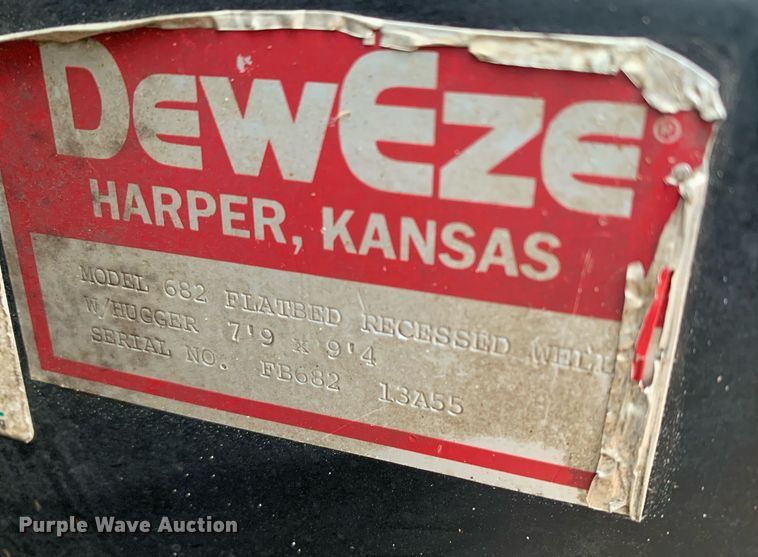 DEWEZE®
HARPER, KANSAS
MODEL 682 FLATBED RECESSED WELL
W/HUGGER 7'9 x 9'4
SERIAL NO. FB682 13A55
Purple Wave Auction